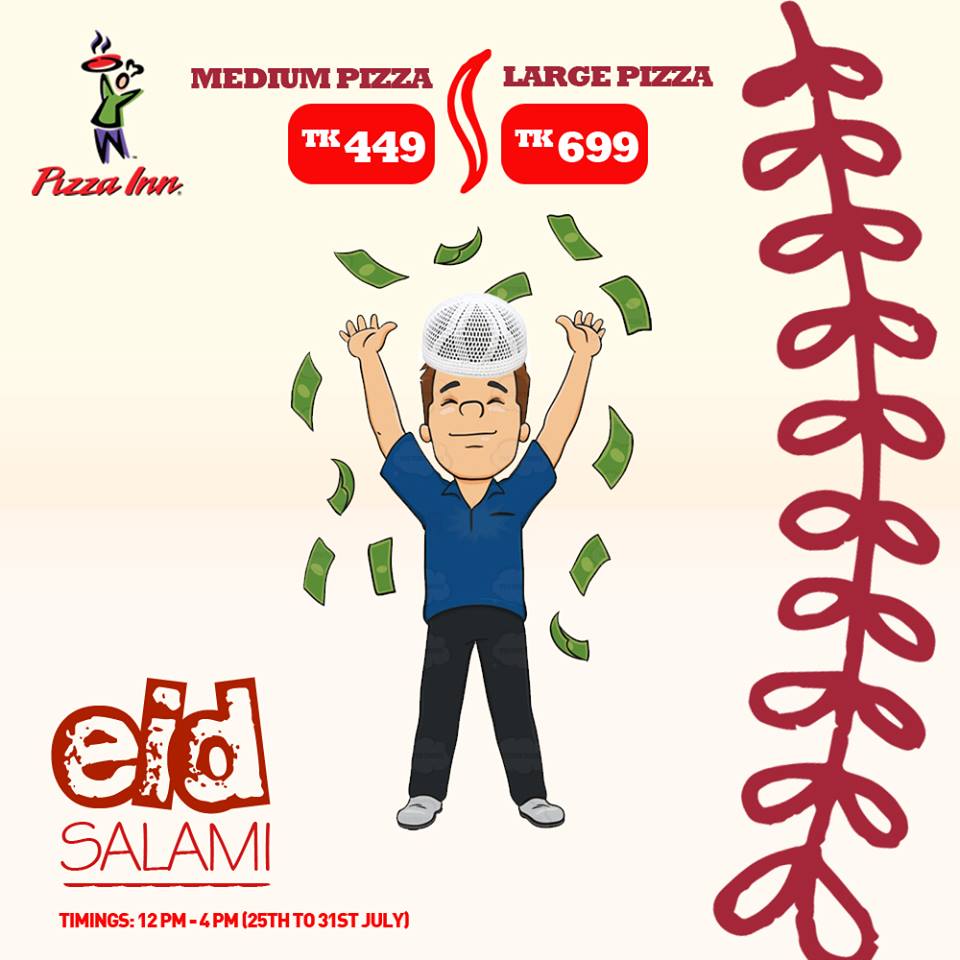 MEDIUM PIZZA
TK 449
LARGE PIZZA
TK 699
Pizza Inn
eid
SALAMI
TIMINGS: 12 PM - 4 PM (25TH TO 31ST JULY)